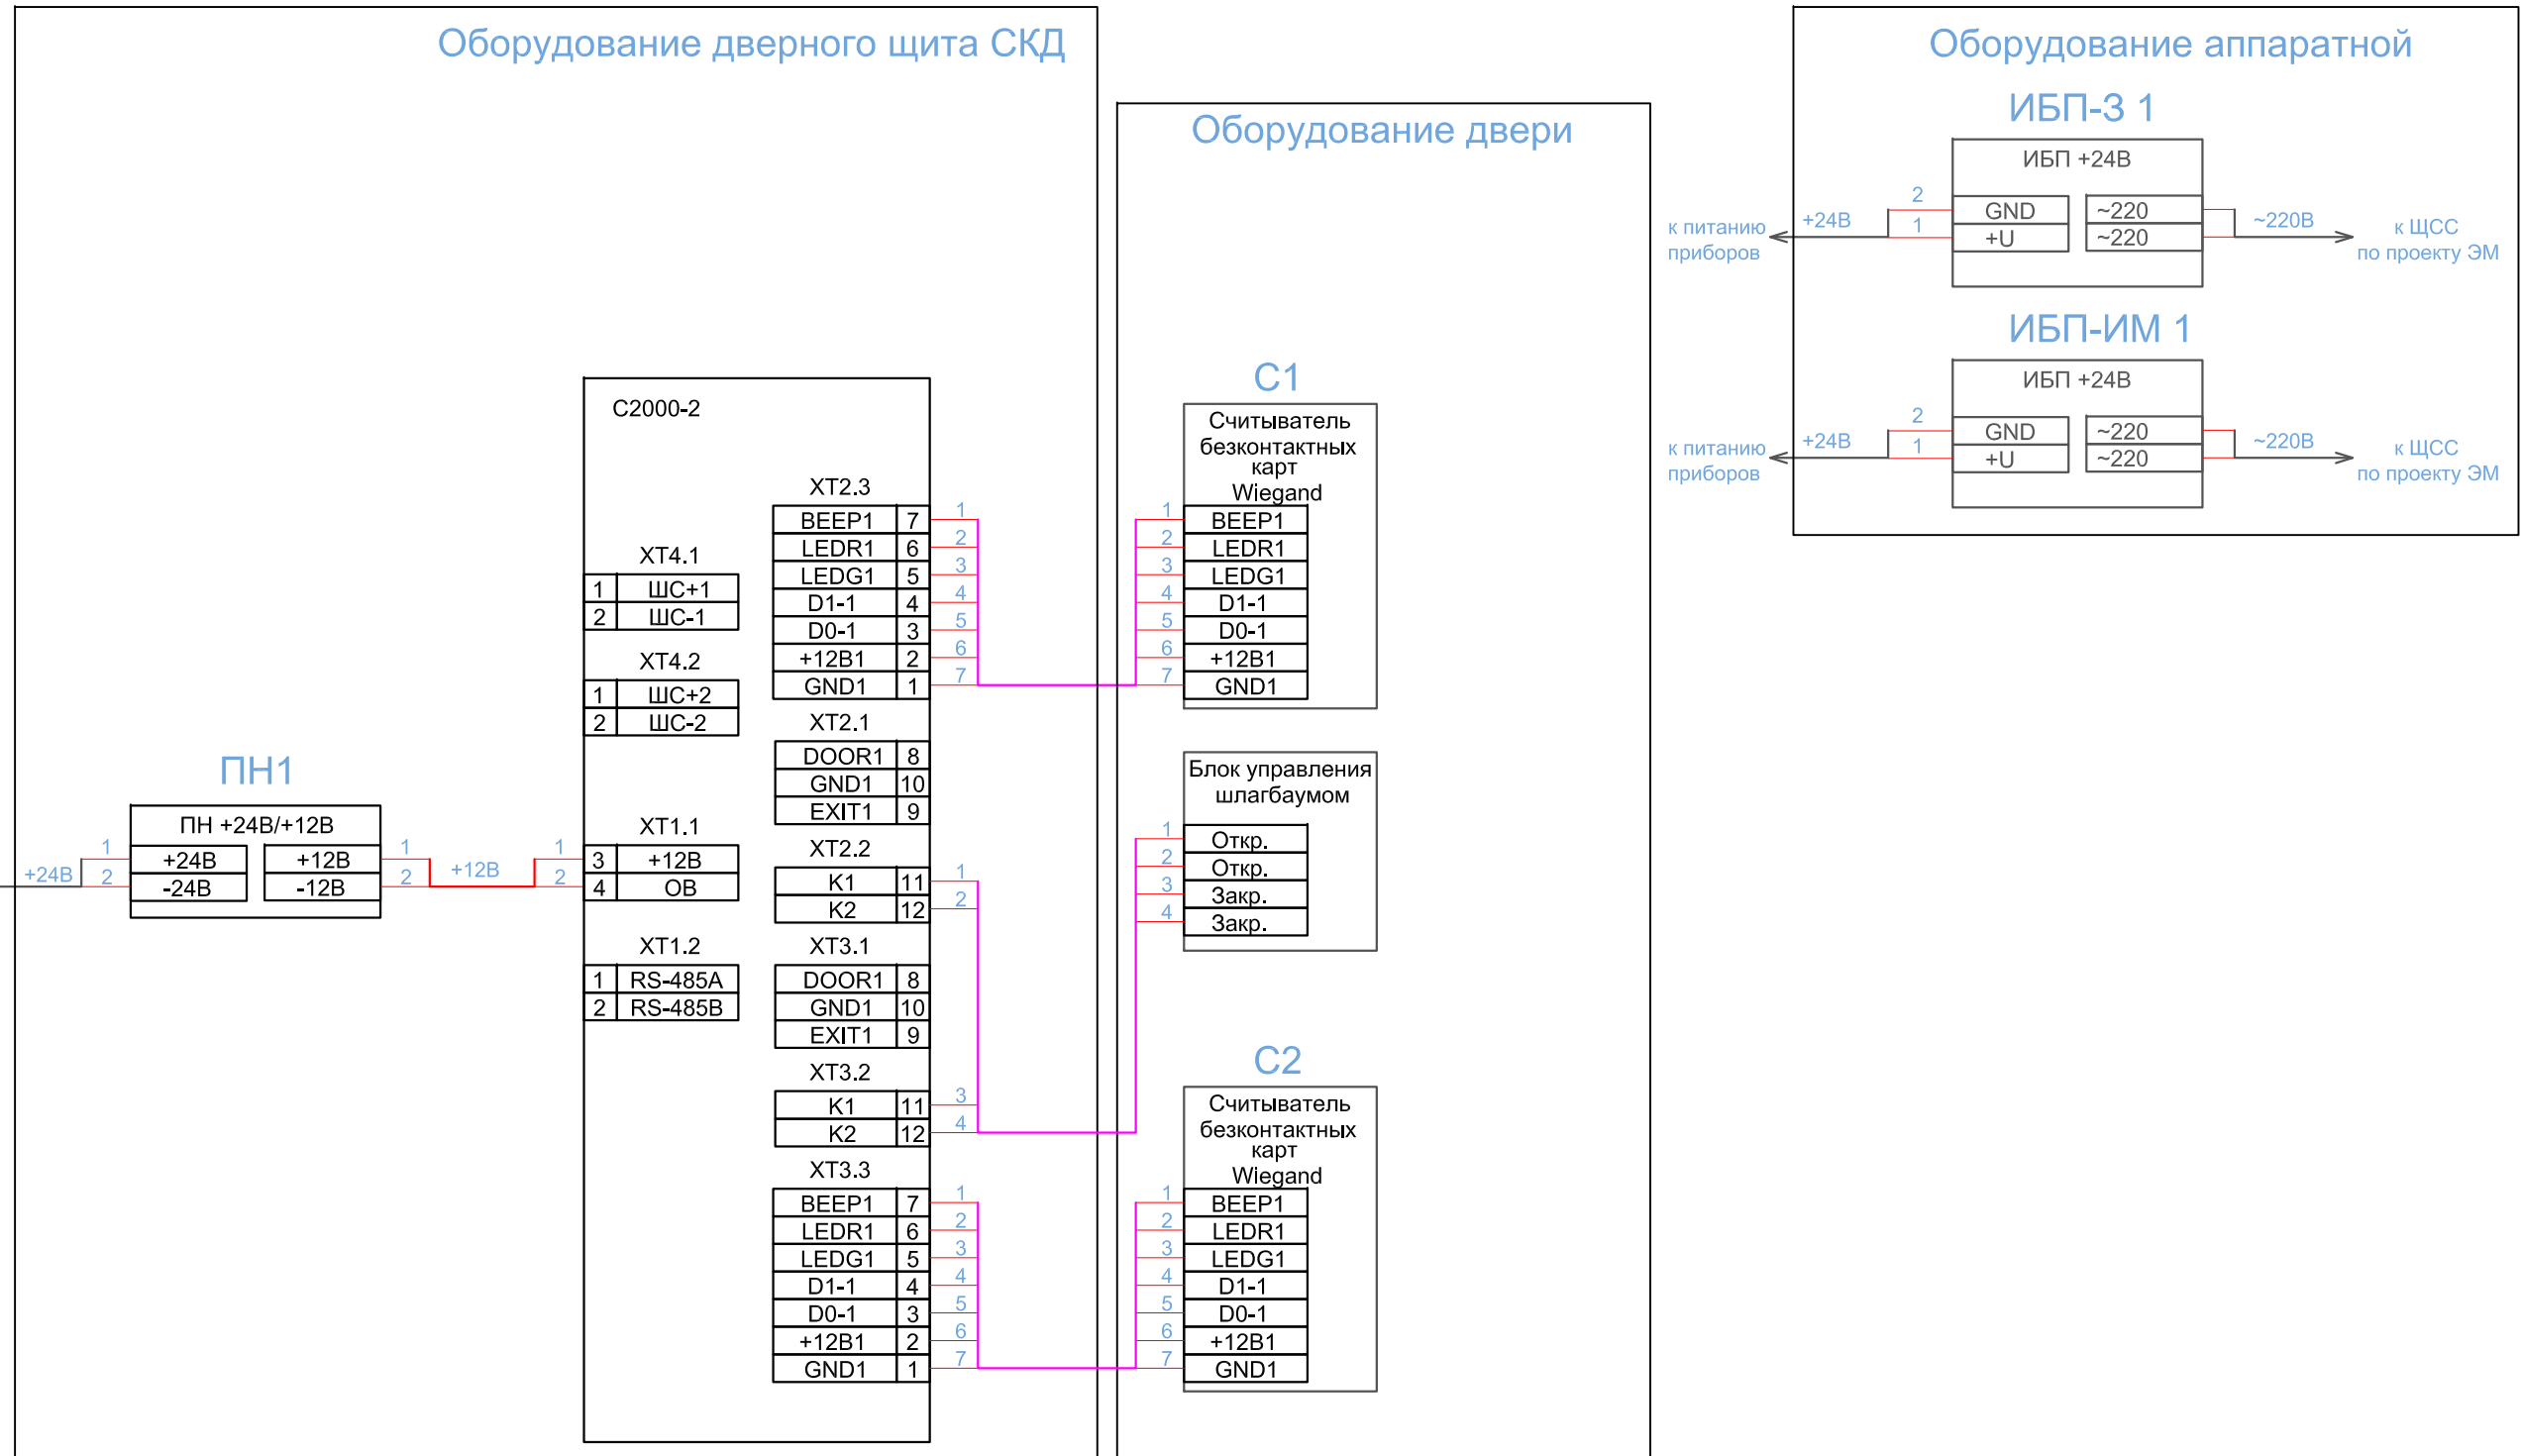 Оборудование дверного щита СКД
ПН1
ПН +24В/+12В
+24В
1
2
+24В
-24В
+12В
-12В
1
2
+12В
1
2
С2000-2
XT4.1
1 ШС+1
2 ШС-1
XT4.2
1 ШС+2
2 ШС-2
XT1.1
3 +12В
4 ОВ
XT1.2
1 RS-485A
2 RS-485B
XT2.3
BEEP1 7 1
LEDR1 6 2
LEDG1 5 3
D1-1 4 4
D0-1 3 5
+12В1 2 6
GND1 1 7
XT2.1
DOOR1 8
GND1 10
EXIT1 9
XT2.2
К1 11 1
К2 12 2
XT3.1
DOOR1 8
GND1 10
EXIT1 9
XT3.2
К1 11 3
К2 12 4
XT3.3
BEEP1 7 1
LEDR1 6 2
LEDG1 5 3
D1-1 4 4
D0-1 3 5
+12В1 2 6
GND1 1 7
Оборудование двери
С1
Считыватель
безконтактных
карт
Wiegand
1 BEEP1
2 LEDR1
3 LEDG1
4 D1-1
5 D0-1
6 +12В1
7 GND1
Блок управления
шлагбаумом
1 Откр.
2 Откр.
3 Закр.
4 Закр.
С2
Считыватель
безконтактных
карт
Wiegand
1 BEEP1
2 LEDR1
3 LEDG1
4 D1-1
5 D0-1
6 +12В1
7 GND1
Оборудование аппаратной
ИБП-З 1
ИБП +24В
к питанию
приборов
+24В
2 GND ~220
1 +U ~220
~220В
к ЩСС
по проекту ЭМ
ИБП-ИМ 1
ИБП +24В
к питанию
приборов
+24В
2 GND ~220
1 +U ~220
~220В
к ЩСС
по проекту ЭМ